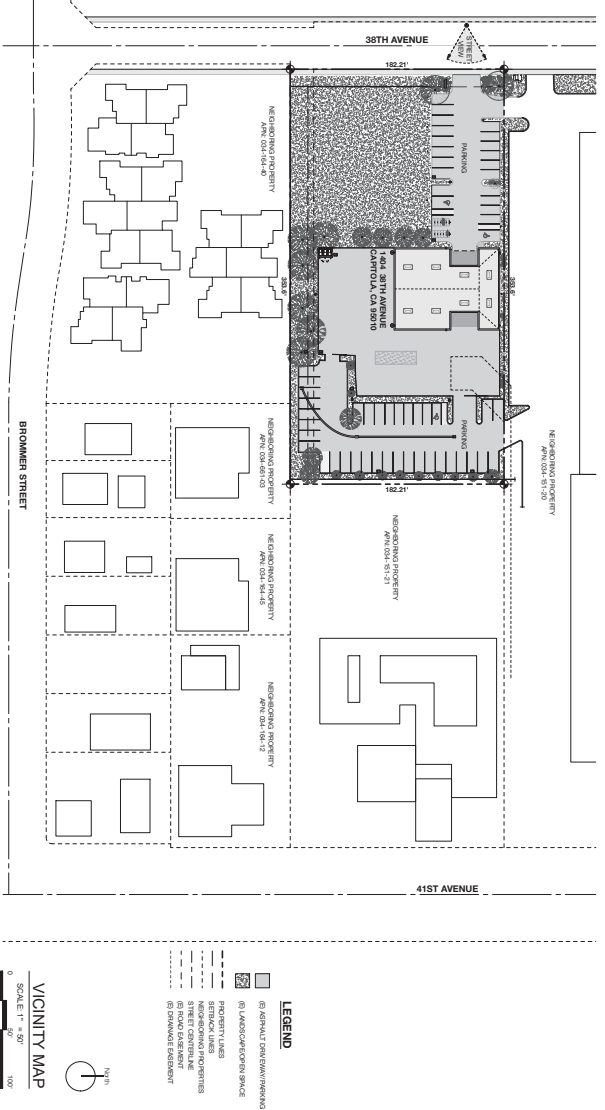 38TH AVENUE
STREET
VIEW
182.21'
NEIGHBORING PROPERTY
APN: 034-164-40
PARKING
1404 38TH AVENUE
CAPITOLA, CA 95010
353.6'
353.6'
BROMMER STREET
NEIGHBORING PROPERTY
APN: 034-661-03
PARKING
NEIGHBORING PROPERTY
APN: 034-151-20
182.21'
NEIGHBORING PROPERTY
APN: 034-151-21
NEIGHBORING PROPERTY
APN: 034-164-45
NEIGHBORING PROPERTY
APN: 034-164-12
41ST AVENUE
LEGEND
(E) ASPHALT DRIVEWAY/PARKING
(E) LANDSCAPE/OPEN SPACE
PROPERTY LINES
SETBACK LINES
NEIGHBORING PROPERTIES
STREET CENTERLINE
(E) ROAD EASEMENT
(E) DRAINAGE EASEMENT
VICINITY MAP
SCALE: 1" = 50'
0 50' 100'
North